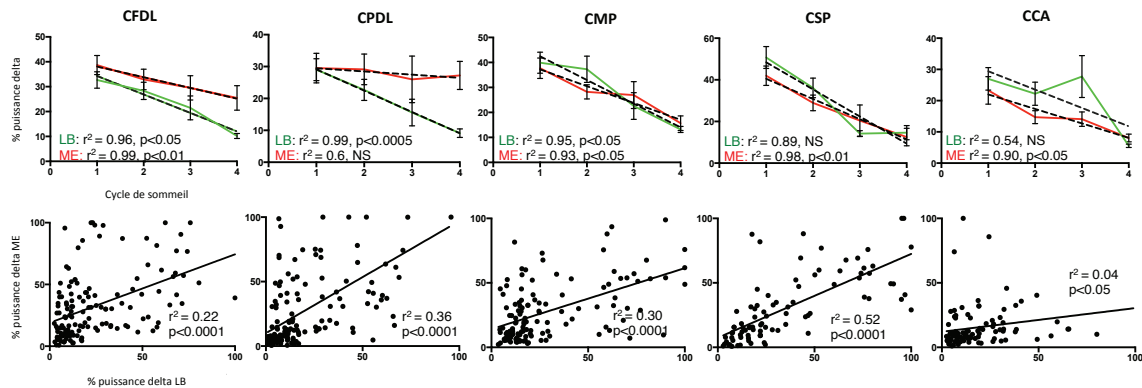 CFDL
CPDL
CMP
CSP
CCA
% puissance delta
50
40
30
20
10
0
LB: r² = 0.96, p<0.05
ME: r² = 0.99, p<0.01
0 1 2 3 4
Cycle de sommeil
40
30
20
10
0
LB: r² = 0.99, p<0.0005
ME: r² = 0.6, NS
0 1 2 3 4
50
40
30
20
10
0
LB: r² = 0.95, p<0.05
ME: r² = 0.93, p<0.05
0 1 2 3 4
60
40
20
0
LB: r² = 0.89, NS
ME: r² = 0.98, p<0.01
0 1 2 3 4
40
30
20
10
0
LB: r² = 0.54, NS
ME: r² = 0.90, p<0.05
0 1 2 3 4
% puissance delta ME
100
50
0
r² = 0.22
p<0.0001
0 50 100
% puissance delta LB
100
50
0
r² = 0.36
p<0.0001
0 50 100
100
50
0
r² = 0.30
p<0.0001
0 50 100
100
50
0
r² = 0.52
p<0.0001
0 50 100
100
50
0
r² = 0.04
p<0.05
0 50 100